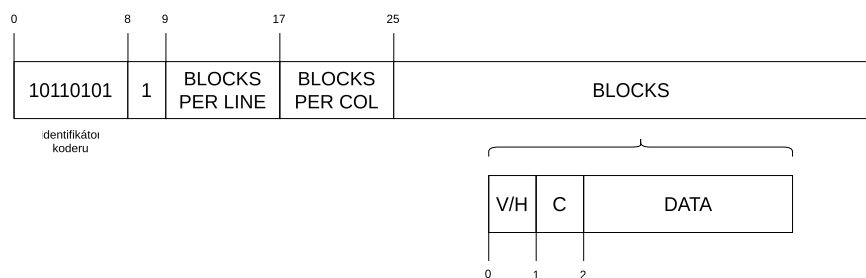 0 8 9 17 25
10110101 1 BLOCKS PER LINE BLOCKS PER COL BLOCKS
koderu
V/H C DATA
0 1 2